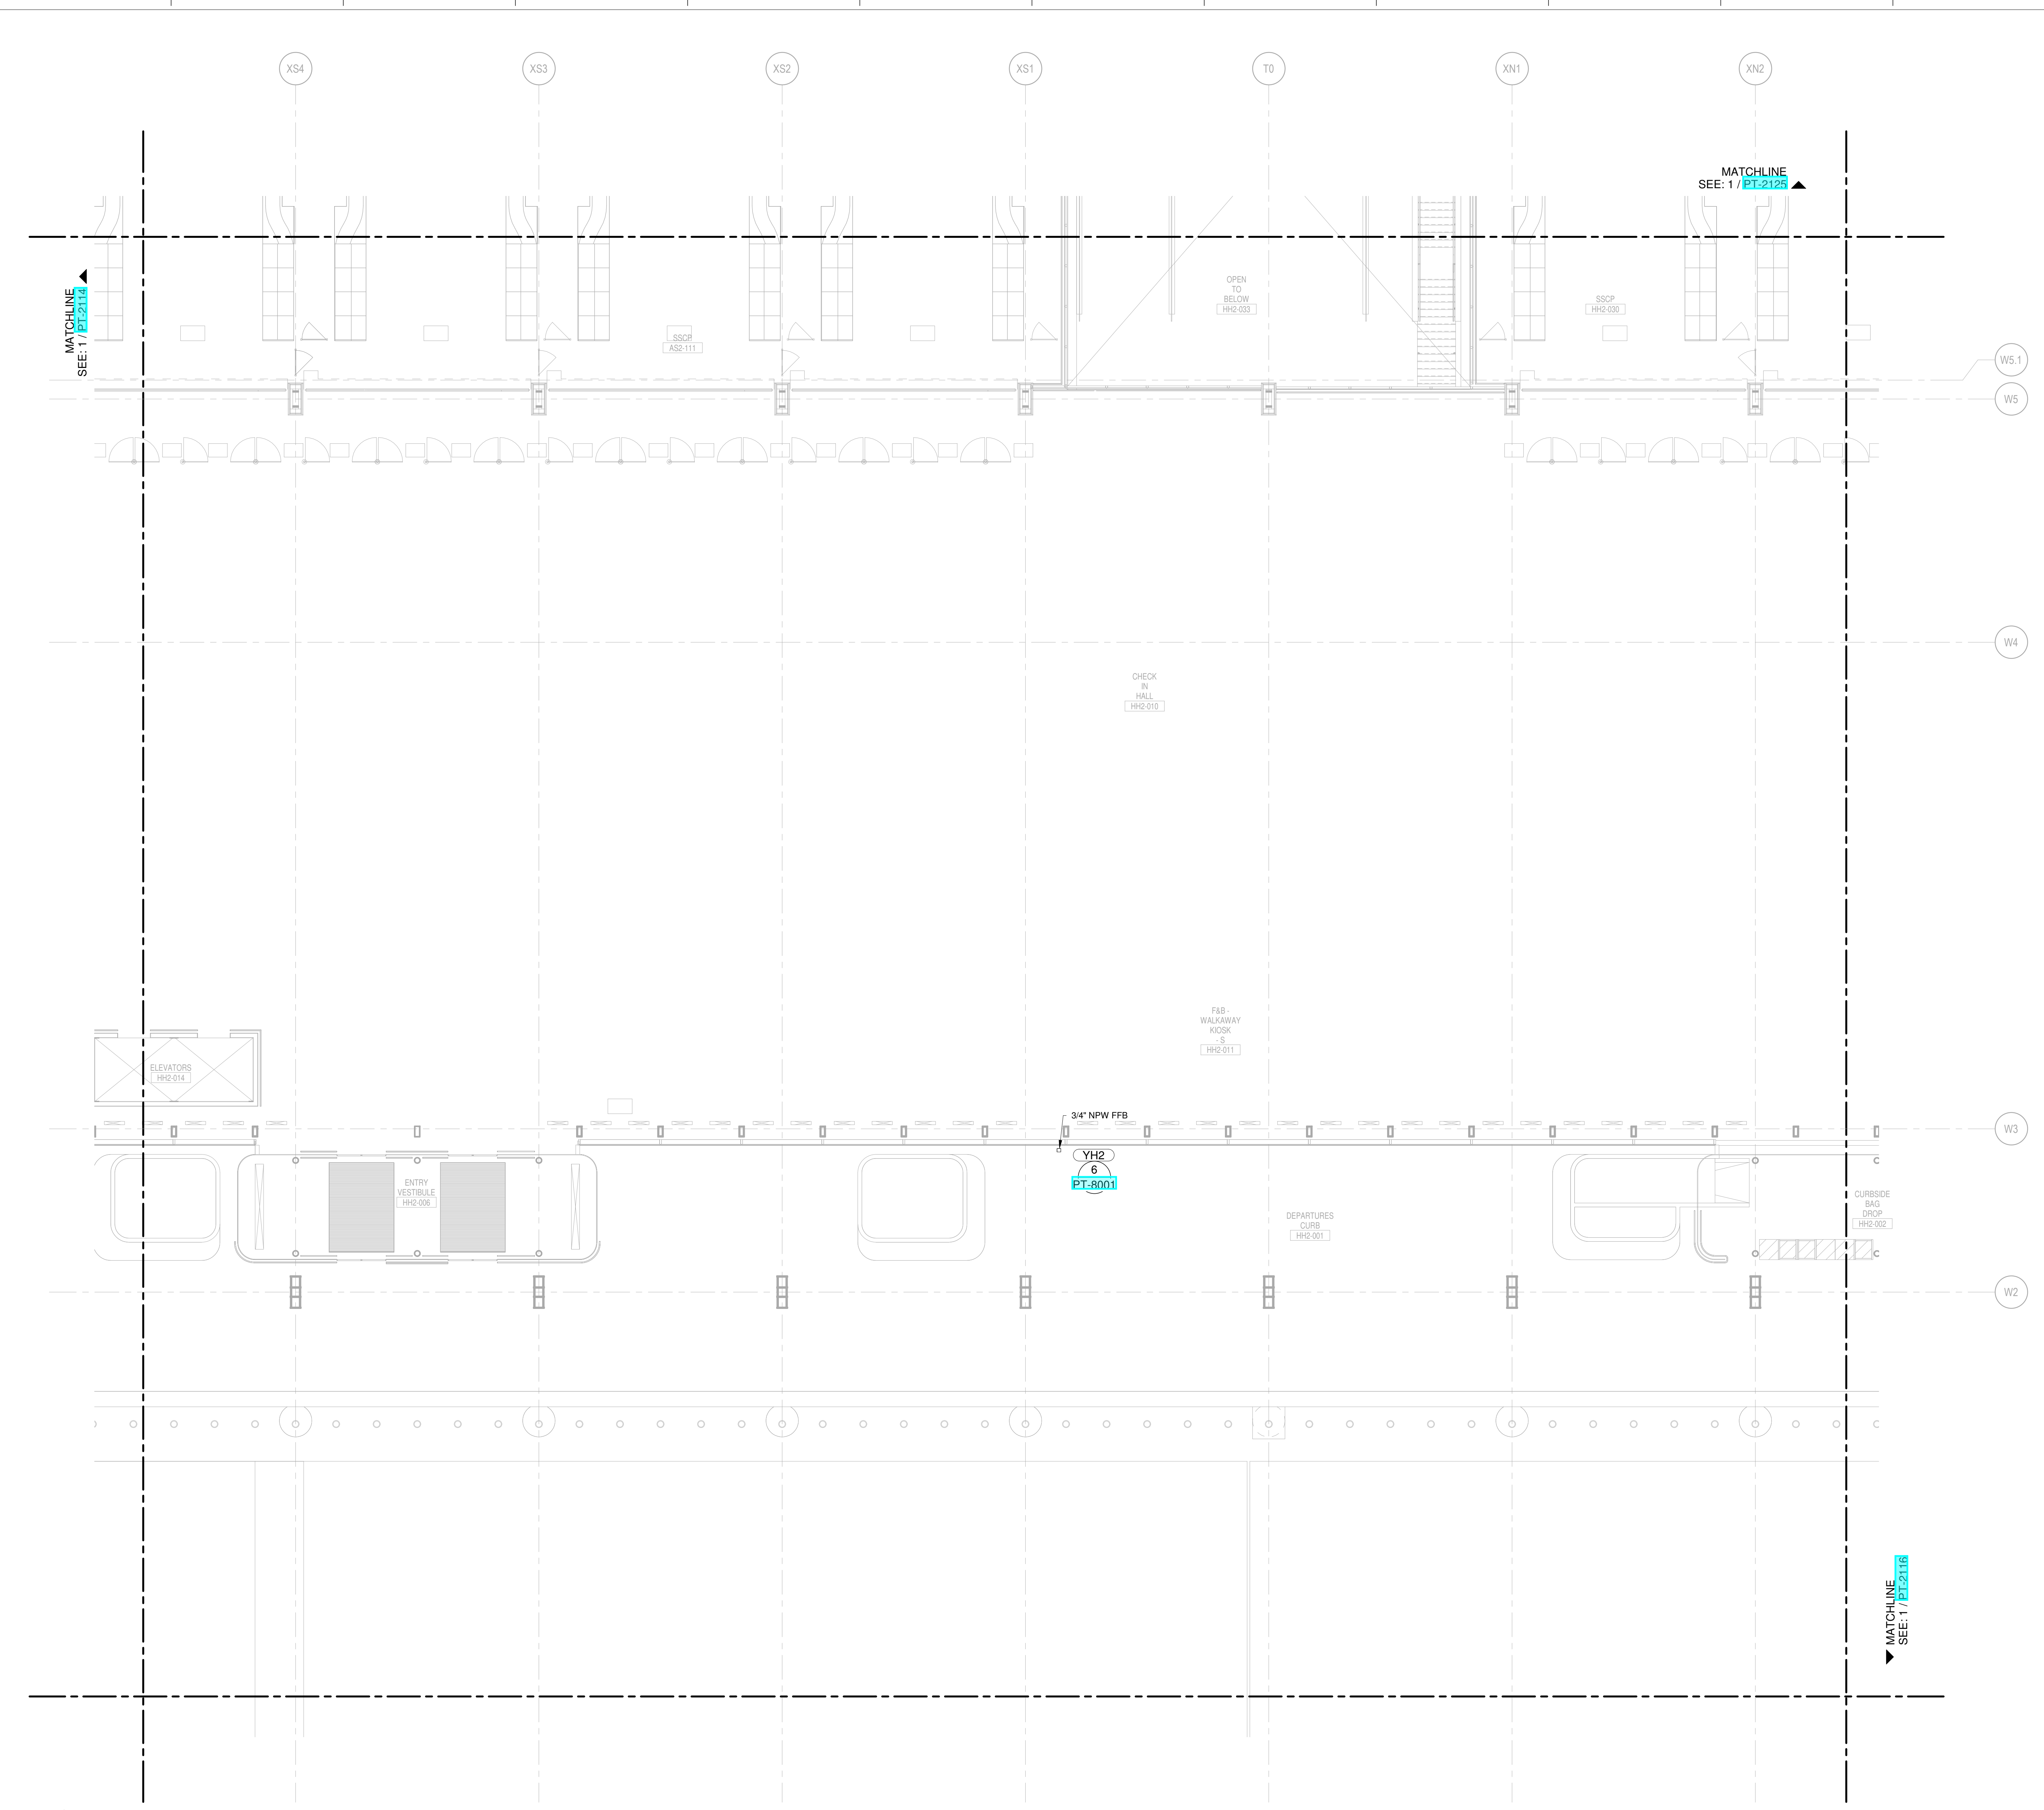 XS4
XS3
XS2
XS1
T0
XN1
XN2
MATCHLINE
SEE: 1 / PT-2125
MATCHLINE
SEE: 1 / PT-2114
OPEN
TO
BELOW
HH2-033
SSCP
HH2-030
SSCP
AS2-111
W5.1
W5
W4
CHECK
IN
HALL
HH2-010
F&B -
WALKAWAY
KIOSK
- S
HH2-011
ELEVATORS
HH2-014
3/4" NPW FFB
W3
YH2
6
PT-8001
ENTRY
VESTIBULE
HH2-006
DEPARTURES
CURB
HH2-001
CURBSIDE
BAG
DROP
HH2-002
W2
MATCHLINE
SEE: 1 / PT-2116